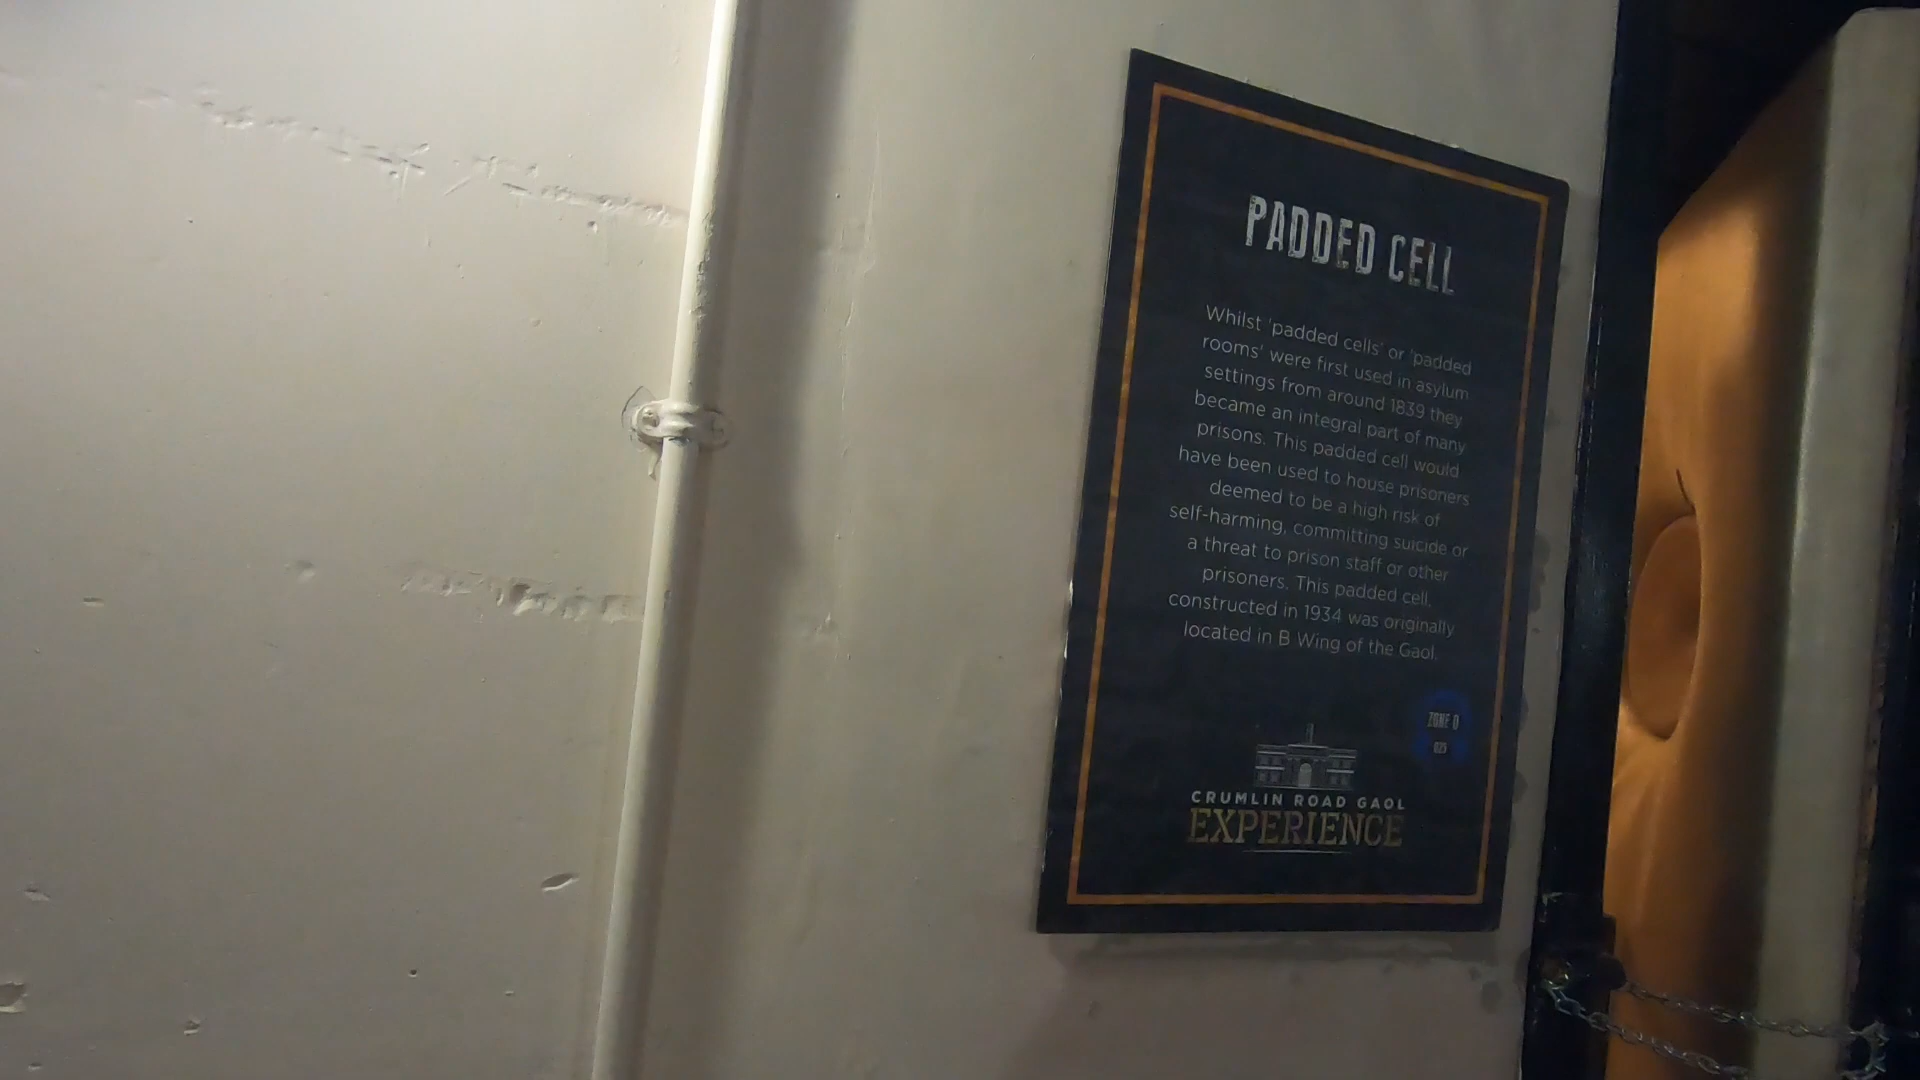 PADDED CELL
Whilst 'padded cells' or 'padded
rooms' were first used in asylum
settings from around 1839 they
became an integral part of many
prisons. This padded cell would
have been used to house prisoners
deemed to be a high risk of
self-harming, committing suicide or
a threat to prison staff or other
prisoners. This padded cell,
constructed in 1934 was originally
located in B Wing of the Gaol.
ZONE D
025
CRUMLIN ROAD GAOL
EXPERIENCE